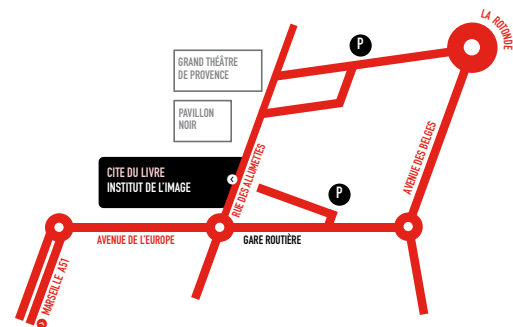 LA ROTONDE
P
GRAND THÉÂTRE
DE PROVENCE
PAVILLON
NOIR
CITE DU LIVRE
INSTITUT DE L'IMAGE
RUE DES ALLUMETTES
AVENUE DES BELGES
P
AVENUE DE L'EUROPE
GARE ROUTIÈRE
MARSEILLE A51